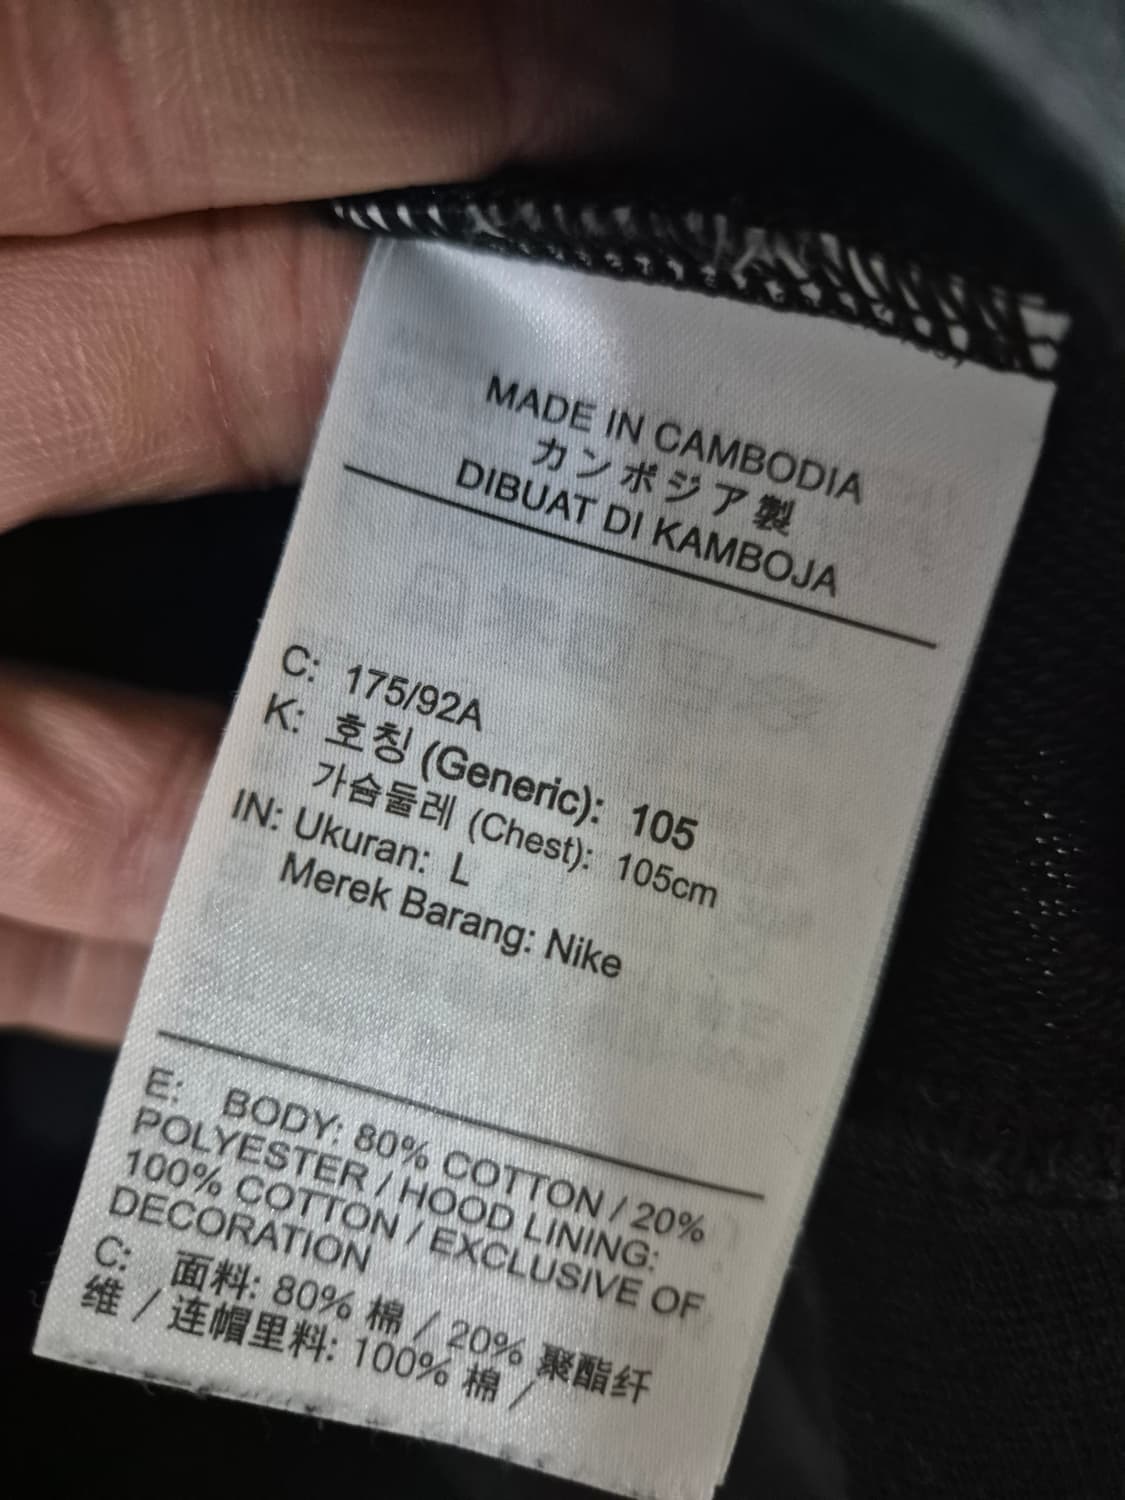 MADE IN CAMBODIA
カンボジア製
DIBUAT DI KAMBOJA
C: 175/92A
K: 호칭 (Generic): 105
가슴둘레 (Chest): 105cm
IN: Ukuran: L
Merek Barang: Nike
E: BODY: 80% COTTON / 20%
POLYESTER / HOOD LINING:
100% COTTON / EXCLUSIVE OF
DECORATION
C: 面料: 80% 棉 / 20% 聚酯纤
维 / 连帽里料: 100% 棉 /